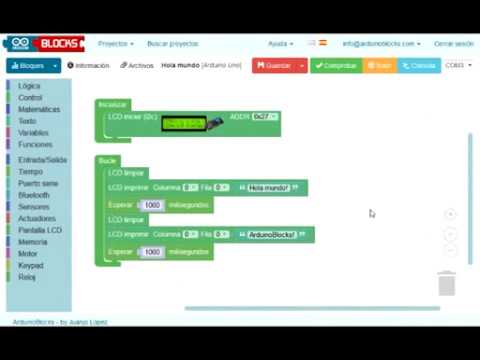 BLOCKS Proyectos Buscar proyectos info@arduinoblocks.com Cerrar sesión
Bloques Información Archivos Hola mundo [Arduino Uno] Guardar Comprobar Subir Consola COM3
Lógica
Control
Matemáticas
Texto
Variables
Funciones
Entrada/Salida
Tiempo
Puerto serie
Bluetooth
Sensores
Actuadores
Pantalla LCD
Memoria
Motor
Keypad
Reloj
Inicializar
LCD iniciar (I2C) ADDR 0x27
Bucle
LCD limpiar
LCD imprimir Columna 0 Fila 0 “ Hola mundo! ”
Esperar 1000 milisegundos
LCD limpiar
LCD imprimir Columna 0 Fila 0 “ ArduinoBlocks! ”
Esperar 1000 milisegundos
ArduinoBlocks - by Juanjo López